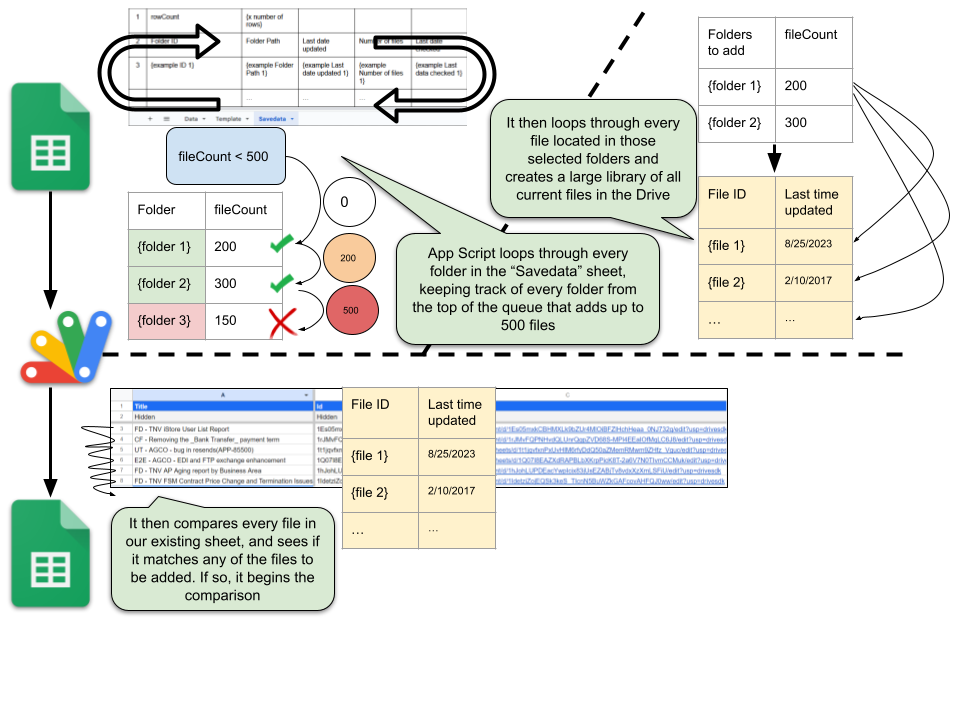 1 rowCount {x number of rows}
2 Folder ID Folder Path Last date updated Number of files Last date checked
3 {example ID 1} {example Folder Path 1} {example Last date updated 1} {example Number of files 1} {example Last data checked 1}
... ...
+ Data Template Savedata
fileCount < 500
Folder fileCount
{folder 1} 200
{folder 2} 300
{folder 3} 150
0
200
500
It then loops through every
file located in those
selected folders and
creates a large library of all
current files in the Drive
App Script loops through every
folder in the “Savedata” sheet,
keeping track of every folder from
the top of the queue that adds up to
500 files
Folders to add fileCount
{folder 1} 200
{folder 2} 300
File ID Last time updated
{file 1} 8/25/2023
{file 2} 2/10/2017
… …
A C
1 Title Id
2 Hidden Hidden
3 FD - TNV iStore User List Report
4 CF - Removing the _Bank Transfer_ payment term
5 UT - AGCO - bug in resends(APP-85500)
6 E2E - AGCO - EDI and FTP exchange enhancement
7 FD - TNV AP Aging report by Business Area
8 FD - TNV FSM Contract Price Change and Termination Issues
File ID Last time updated
{file 1} 8/25/2023
{file 2} 2/10/2017
… …
It then compares every file in
our existing sheet, and sees if
it matches any of the files to
be added. If so, it begins the
comparison